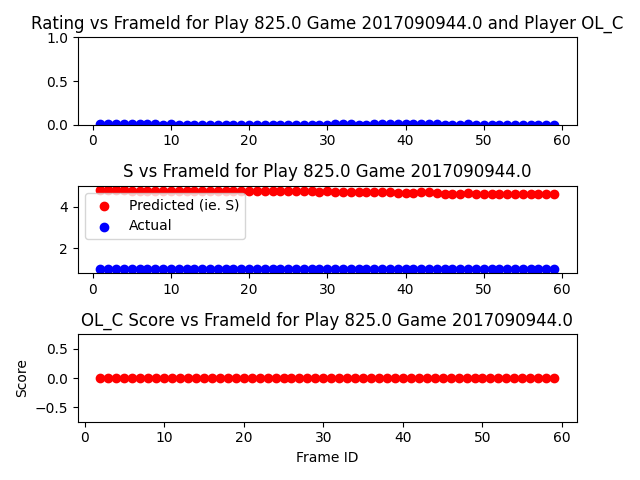 Rating vs FrameId for Play 825.0 Game 2017090944.0 and Player OL_C
1.0
0.5
0.0
0 10 20 30 40 50 60
S vs FrameId for Play 825.0 Game 2017090944.0
4
2
Predicted (ie. S)
Actual
0 10 20 30 40 50 60
OL_C Score vs FrameId for Play 825.0 Game 2017090944.0
Score
0.5
0.0
−0.5
0 10 20 30 40 50 60
Frame ID